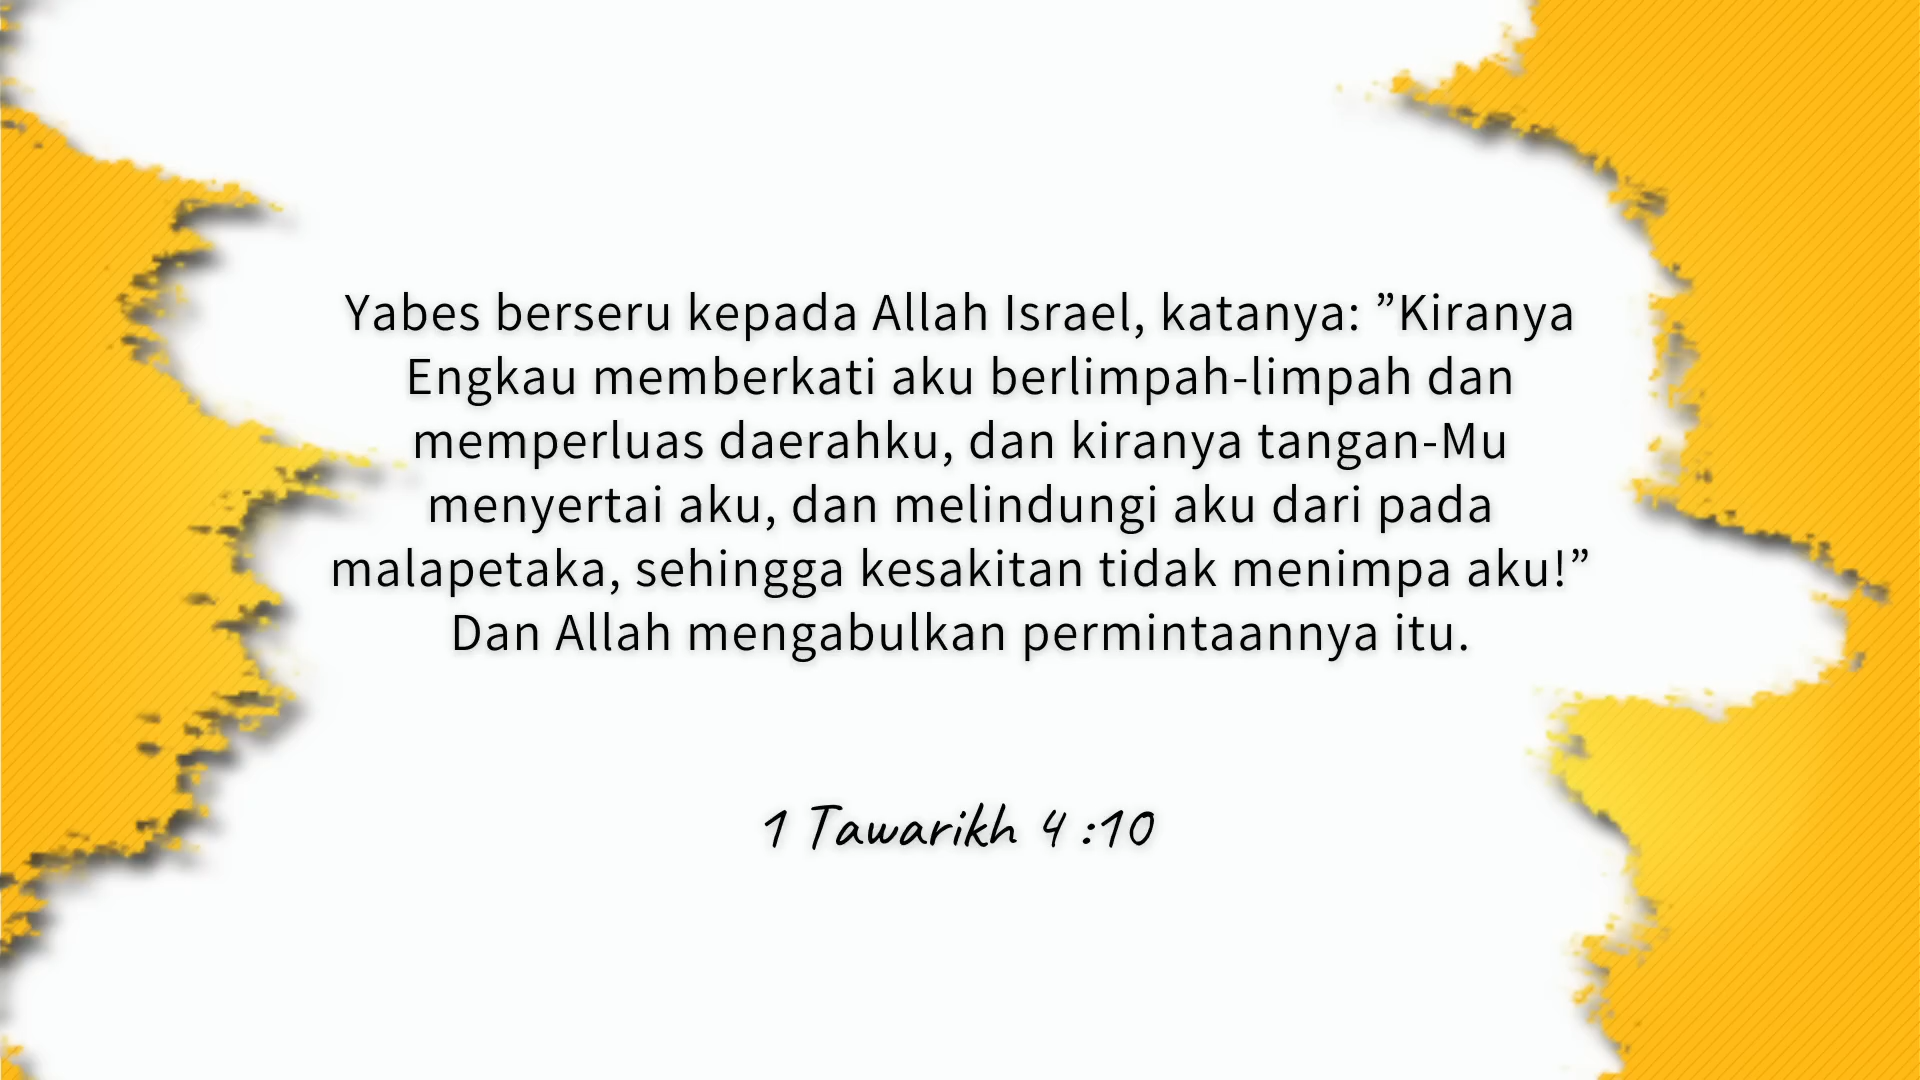 Yabes berseru kepada Allah Israel, katanya: ”Kiranya
Engkau memberkati aku berlimpah-limpah dan
memperluas daerahku, dan kiranya tangan-Mu
menyertai aku, dan melindungi aku dari pada
malapetaka, sehingga kesakitan tidak menimpa aku!”
Dan Allah mengabulkan permintaannya itu.
1 Tawarikh 4 :10